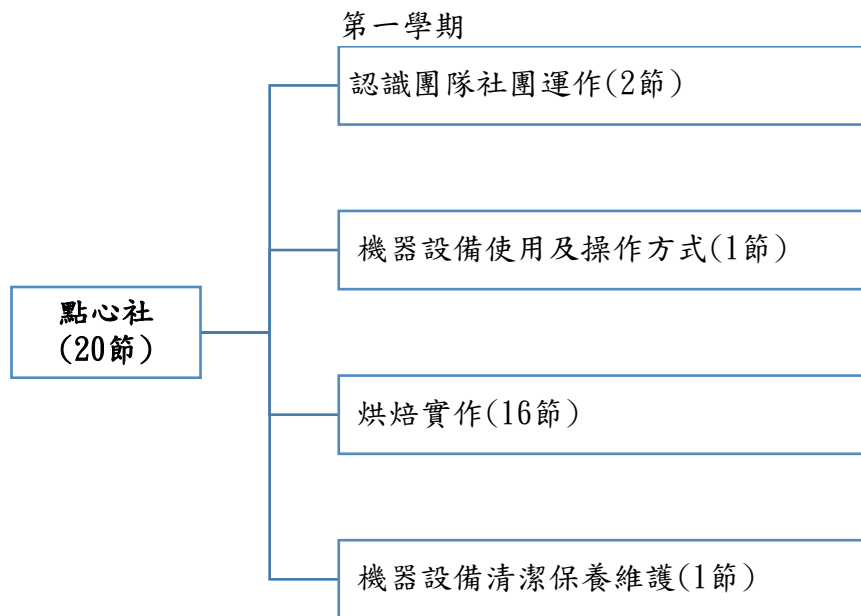 第一學期
認識團隊社團運作(2節)
機器設備使用及操作方式(1節)
點心社
(20節)
烘焙實作(16節)
機器設備清潔保養維護(1節)